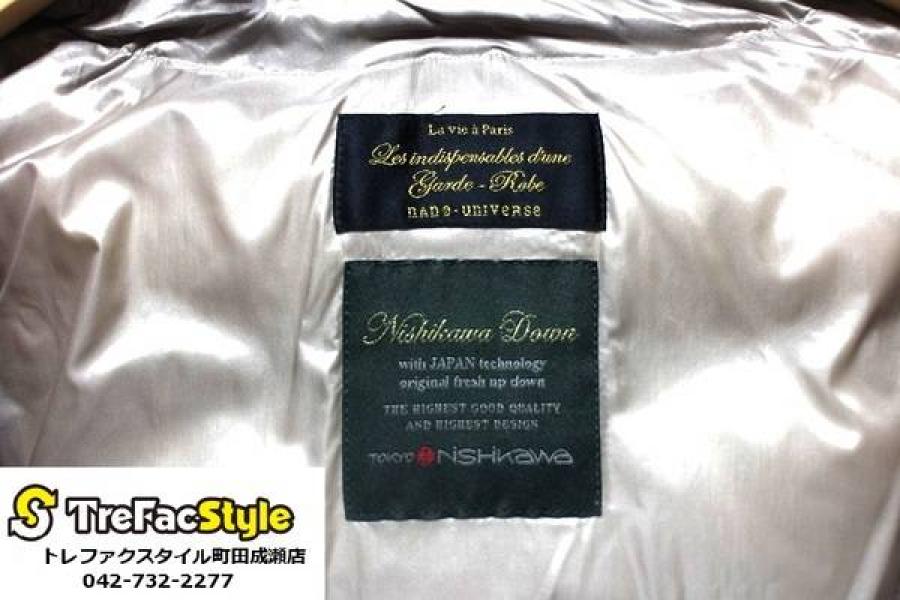 La vie à Paris
Les indispensables d'une
Garde - Robe
nano·universe
Nishikawa Down
with JAPAN technology
original fresh up down
THE HIGHEST GOOD QUALITY
AND HIGHEST DESIGN
TOKYO NISHIKAWA
TreFacStyle
トレファクスタイル町田成瀬店
042-732-2277